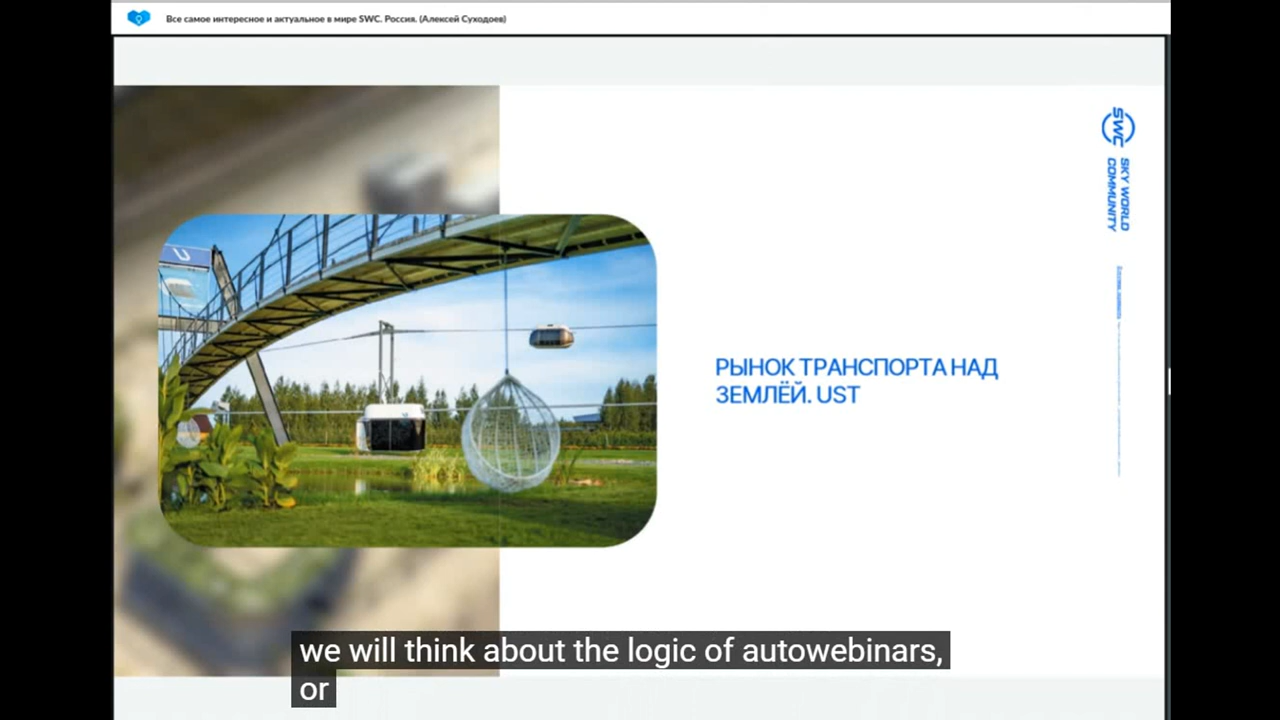 Все самое интересное и актуальное в мире SWC. Россия. (Алексей Суходоев)
SWC
SKY WORLD
COMMUNITY
U
РЫНОК ТРАНСПОРТА НАД
ЗЕМЛЁЙ. UST
we will think about the logic of autowebinars,
or